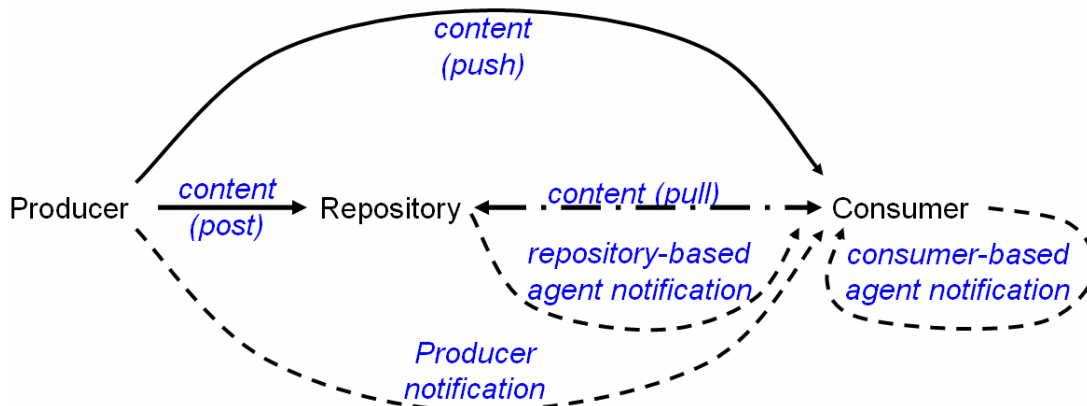 content
(push)
Producer
content
(post)
Repository
content (pull)
Consumer
repository-based
agent notification
consumer-based
agent notification
Producer
notification